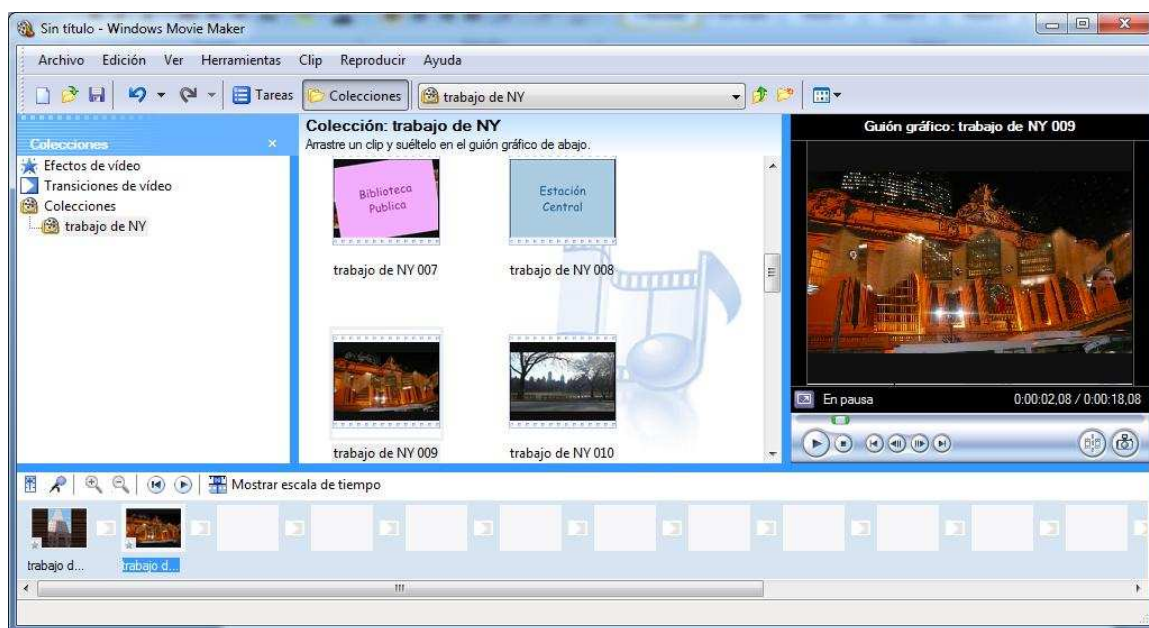 Sin título - Windows Movie Maker
Archivo Edición Ver Herramientas Clip Reproducir Ayuda
Tareas Colecciones trabajo de NY
Colecciones
Efectos de vídeo
Transiciones de vídeo
Colecciones
trabajo de NY
Colección: trabajo de NY
Arrastre un clip y suéltelo en el guión gráfico de abajo.
Biblioteca
Publica
Estación
Central
trabajo de NY 007 trabajo de NY 008
trabajo de NY 009 trabajo de NY 010
Guión gráfico: trabajo de NY 009
En pausa 0:00:02,08 / 0:00:18,08
Mostrar escala de tiempo
trabajo d... trabajo d...